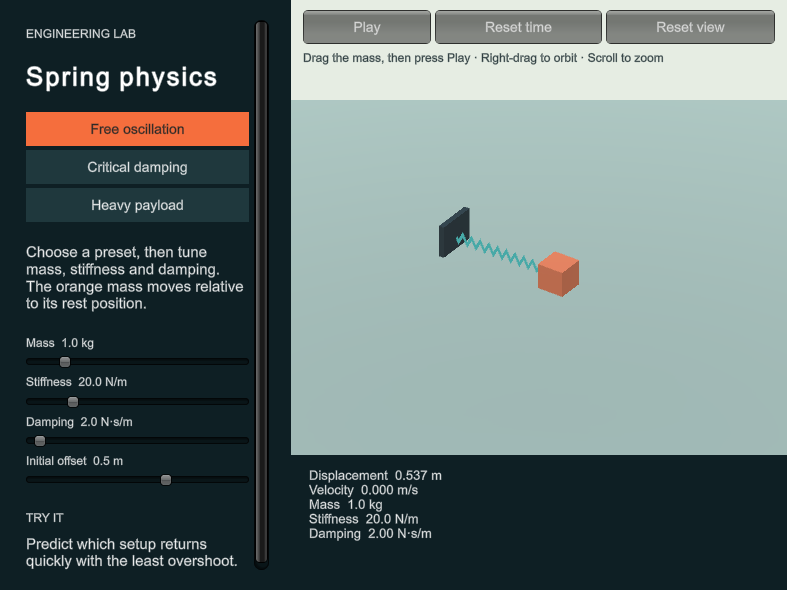 ENGINEERING LAB
Spring physics
Free oscillation
Critical damping
Heavy payload
Choose a preset, then tune
mass, stiffness and damping.
The orange mass moves relative
to its rest position.
Mass 1.0 kg
Stiffness 20.0 N/m
Damping 2.0 N·s/m
Initial offset 0.5 m
TRY IT
Predict which setup returns
quickly with the least overshoot.
Play
Reset time
Reset view
Drag the mass, then press Play · Right-drag to orbit · Scroll to zoom
Displacement 0.537 m
Velocity 0.000 m/s
Mass 1.0 kg
Stiffness 20.0 N/m
Damping 2.00 N·s/m